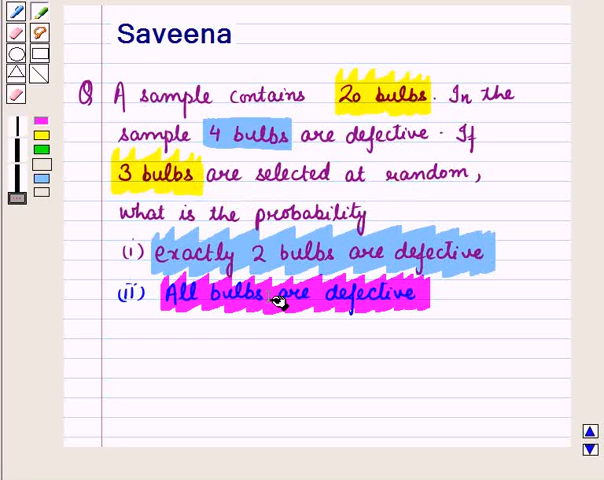 Saveena
Q A sample contains 20 bulbs. In the
sample 4 bulbs are defective. If
3 bulbs are selected at random,
what is the probability
(i) exactly 2 bulbs are defective
(ii) All bulbs are defective